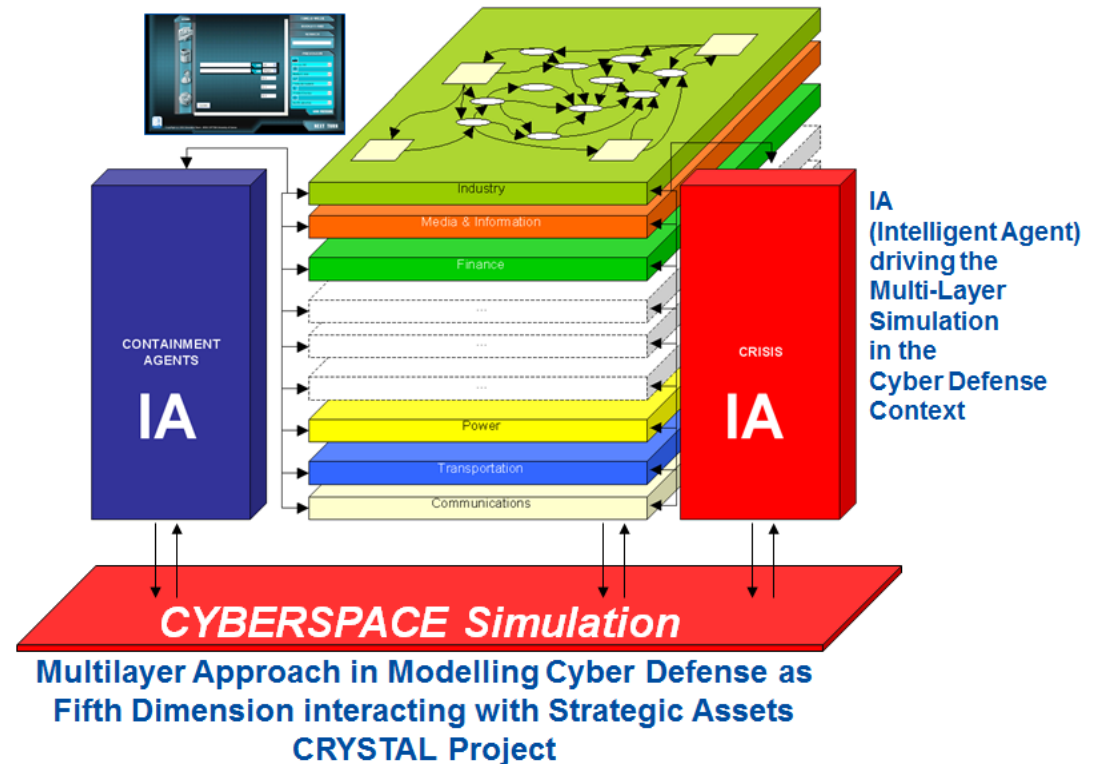 Industry
Media & Information
Finance
...
...
...
Power
Transportation
Communications
CONTAINMENT
AGENTS
IA
CRISIS
IA
IA
(Intelligent Agent)
driving the
Multi-Layer
Simulation
in the
Cyber Defense
Context
CYBERSPACE Simulation
Multilayer Approach in Modelling Cyber Defense as
Fifth Dimension interacting with Strategic Assets
CRYSTAL Project